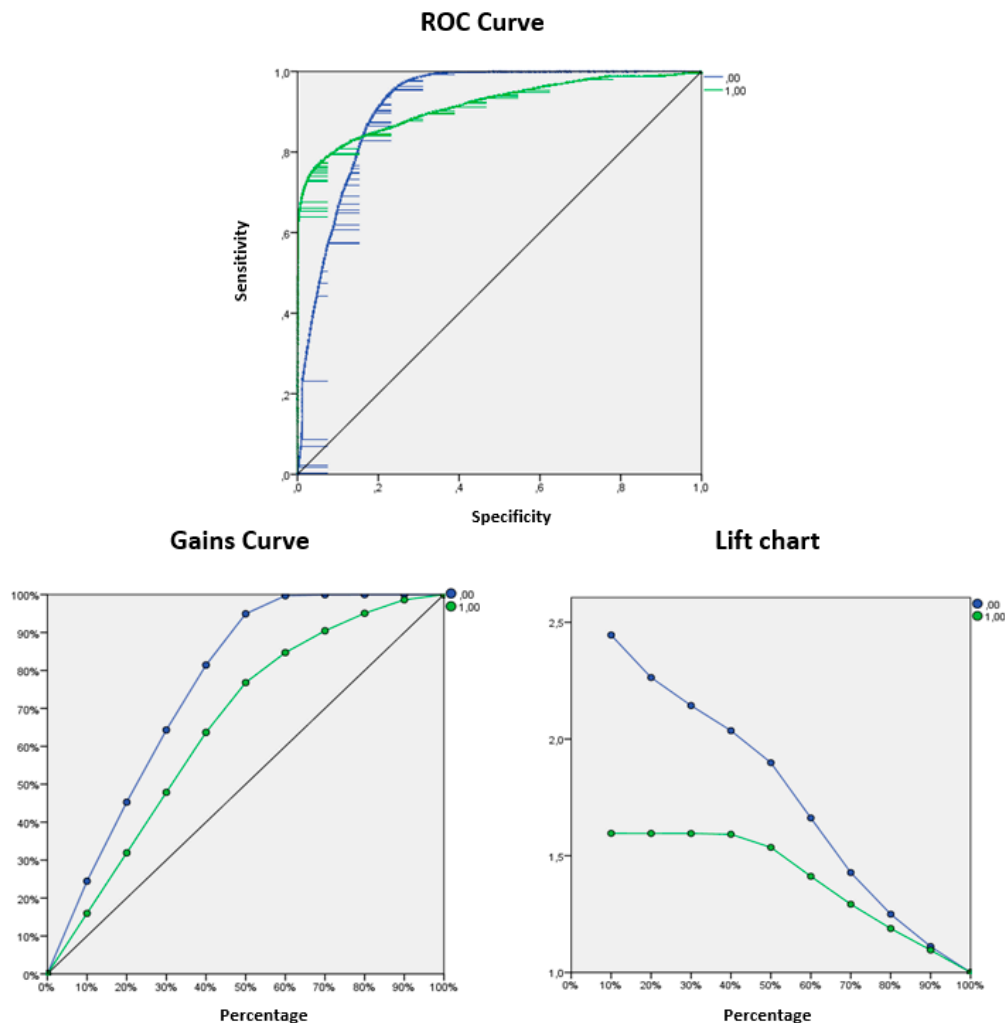 ROC Curve
1,0
,8
,6
,4
,2
,0
Sensitivity
,00
1,00
,0 ,2 ,4 ,6 ,8 1,0
Specificity
Gains Curve
100%
90%
80%
70%
60%
50%
40%
30%
20%
10%
0%
,00
1,00
0% 10% 20% 30% 40% 50% 60% 70% 80% 90% 100%
Percentage
Lift chart
2,5
2,0
1,5
1,0
,00
1,00
0% 10% 20% 30% 40% 50% 60% 70% 80% 90% 100%
Percentage